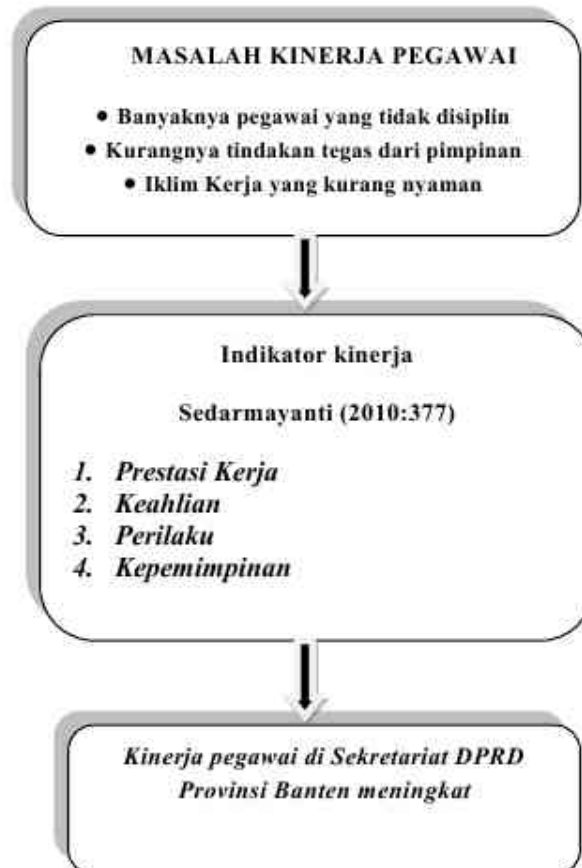 MASALAH KINERJA PEGAWAI
• Banyaknya pegawai yang tidak disiplin
• Kurangnya tindakan tegas dari pimpinan
• Iklim Kerja yang kurang nyaman
Indikator kinerja
Sedarmayanti (2010:377)
1. Prestasi Kerja
2. Keahlian
3. Perilaku
4. Kepemimpinan
Kinerja pegawai di Sekretariat DPRD
Provinsi Banten meningkat